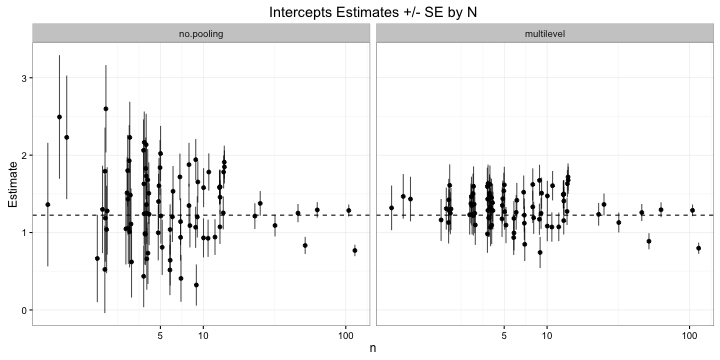 Intercepts Estimates +/- SE by N
no.pooling
multilevel
3
2
1
0
Estimate
5
10
100
5
10
100
n